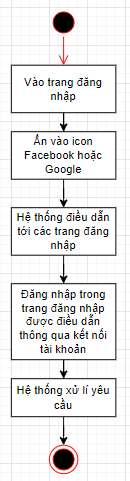 Vào trang đăng
nhập
Ấn vào icon
Facebook hoặc
Google
Hệ thống điều dẫn
tới các trang đăng
nhập
Đăng nhập trong
trang đăng nhập
được điều dẫn
thông qua kết nối
tài khoản
Hệ thống xử lí yêu
cầu